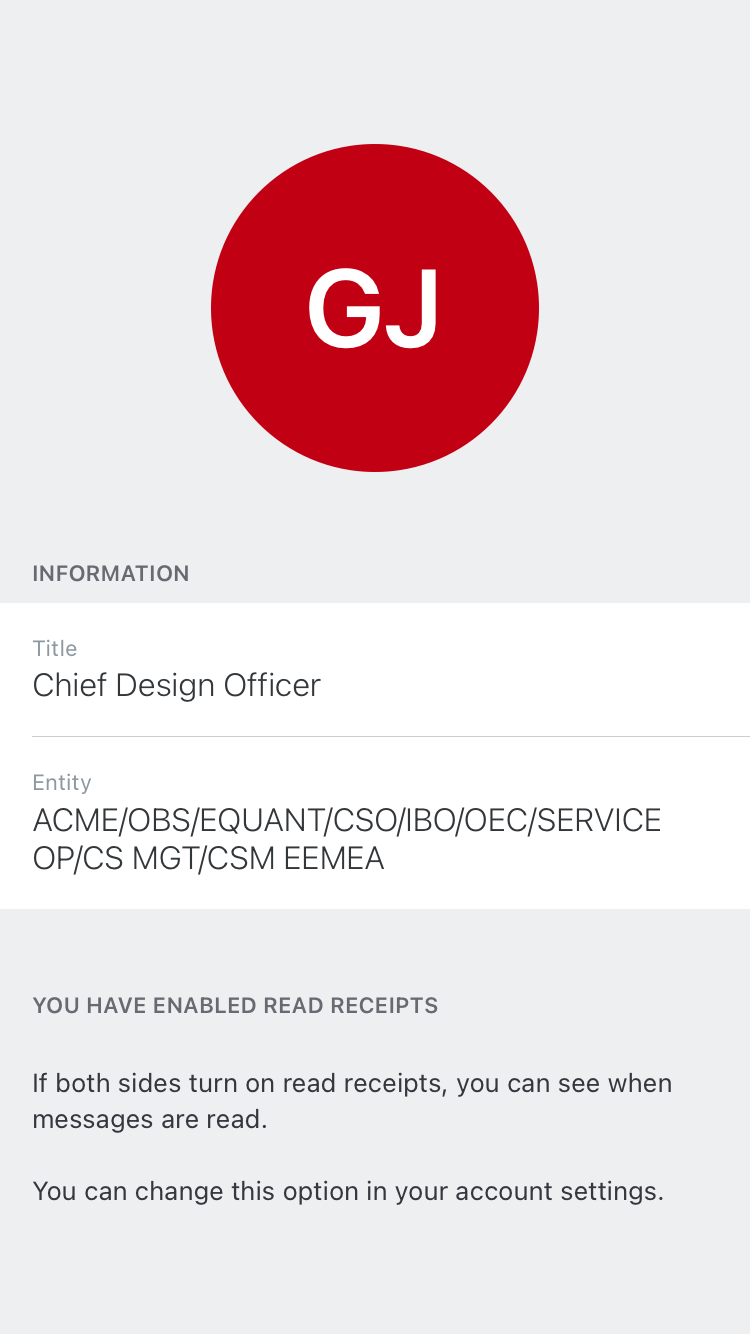 GJ
INFORMATION
Title
Chief Design Officer
Entity
ACME/OBS/EQUANT/CSO/IBO/OEC/SERVICE
OP/CS MGT/CSM EEMEA
YOU HAVE ENABLED READ RECEIPTS
If both sides turn on read receipts, you can see when
messages are read.
You can change this option in your account settings.